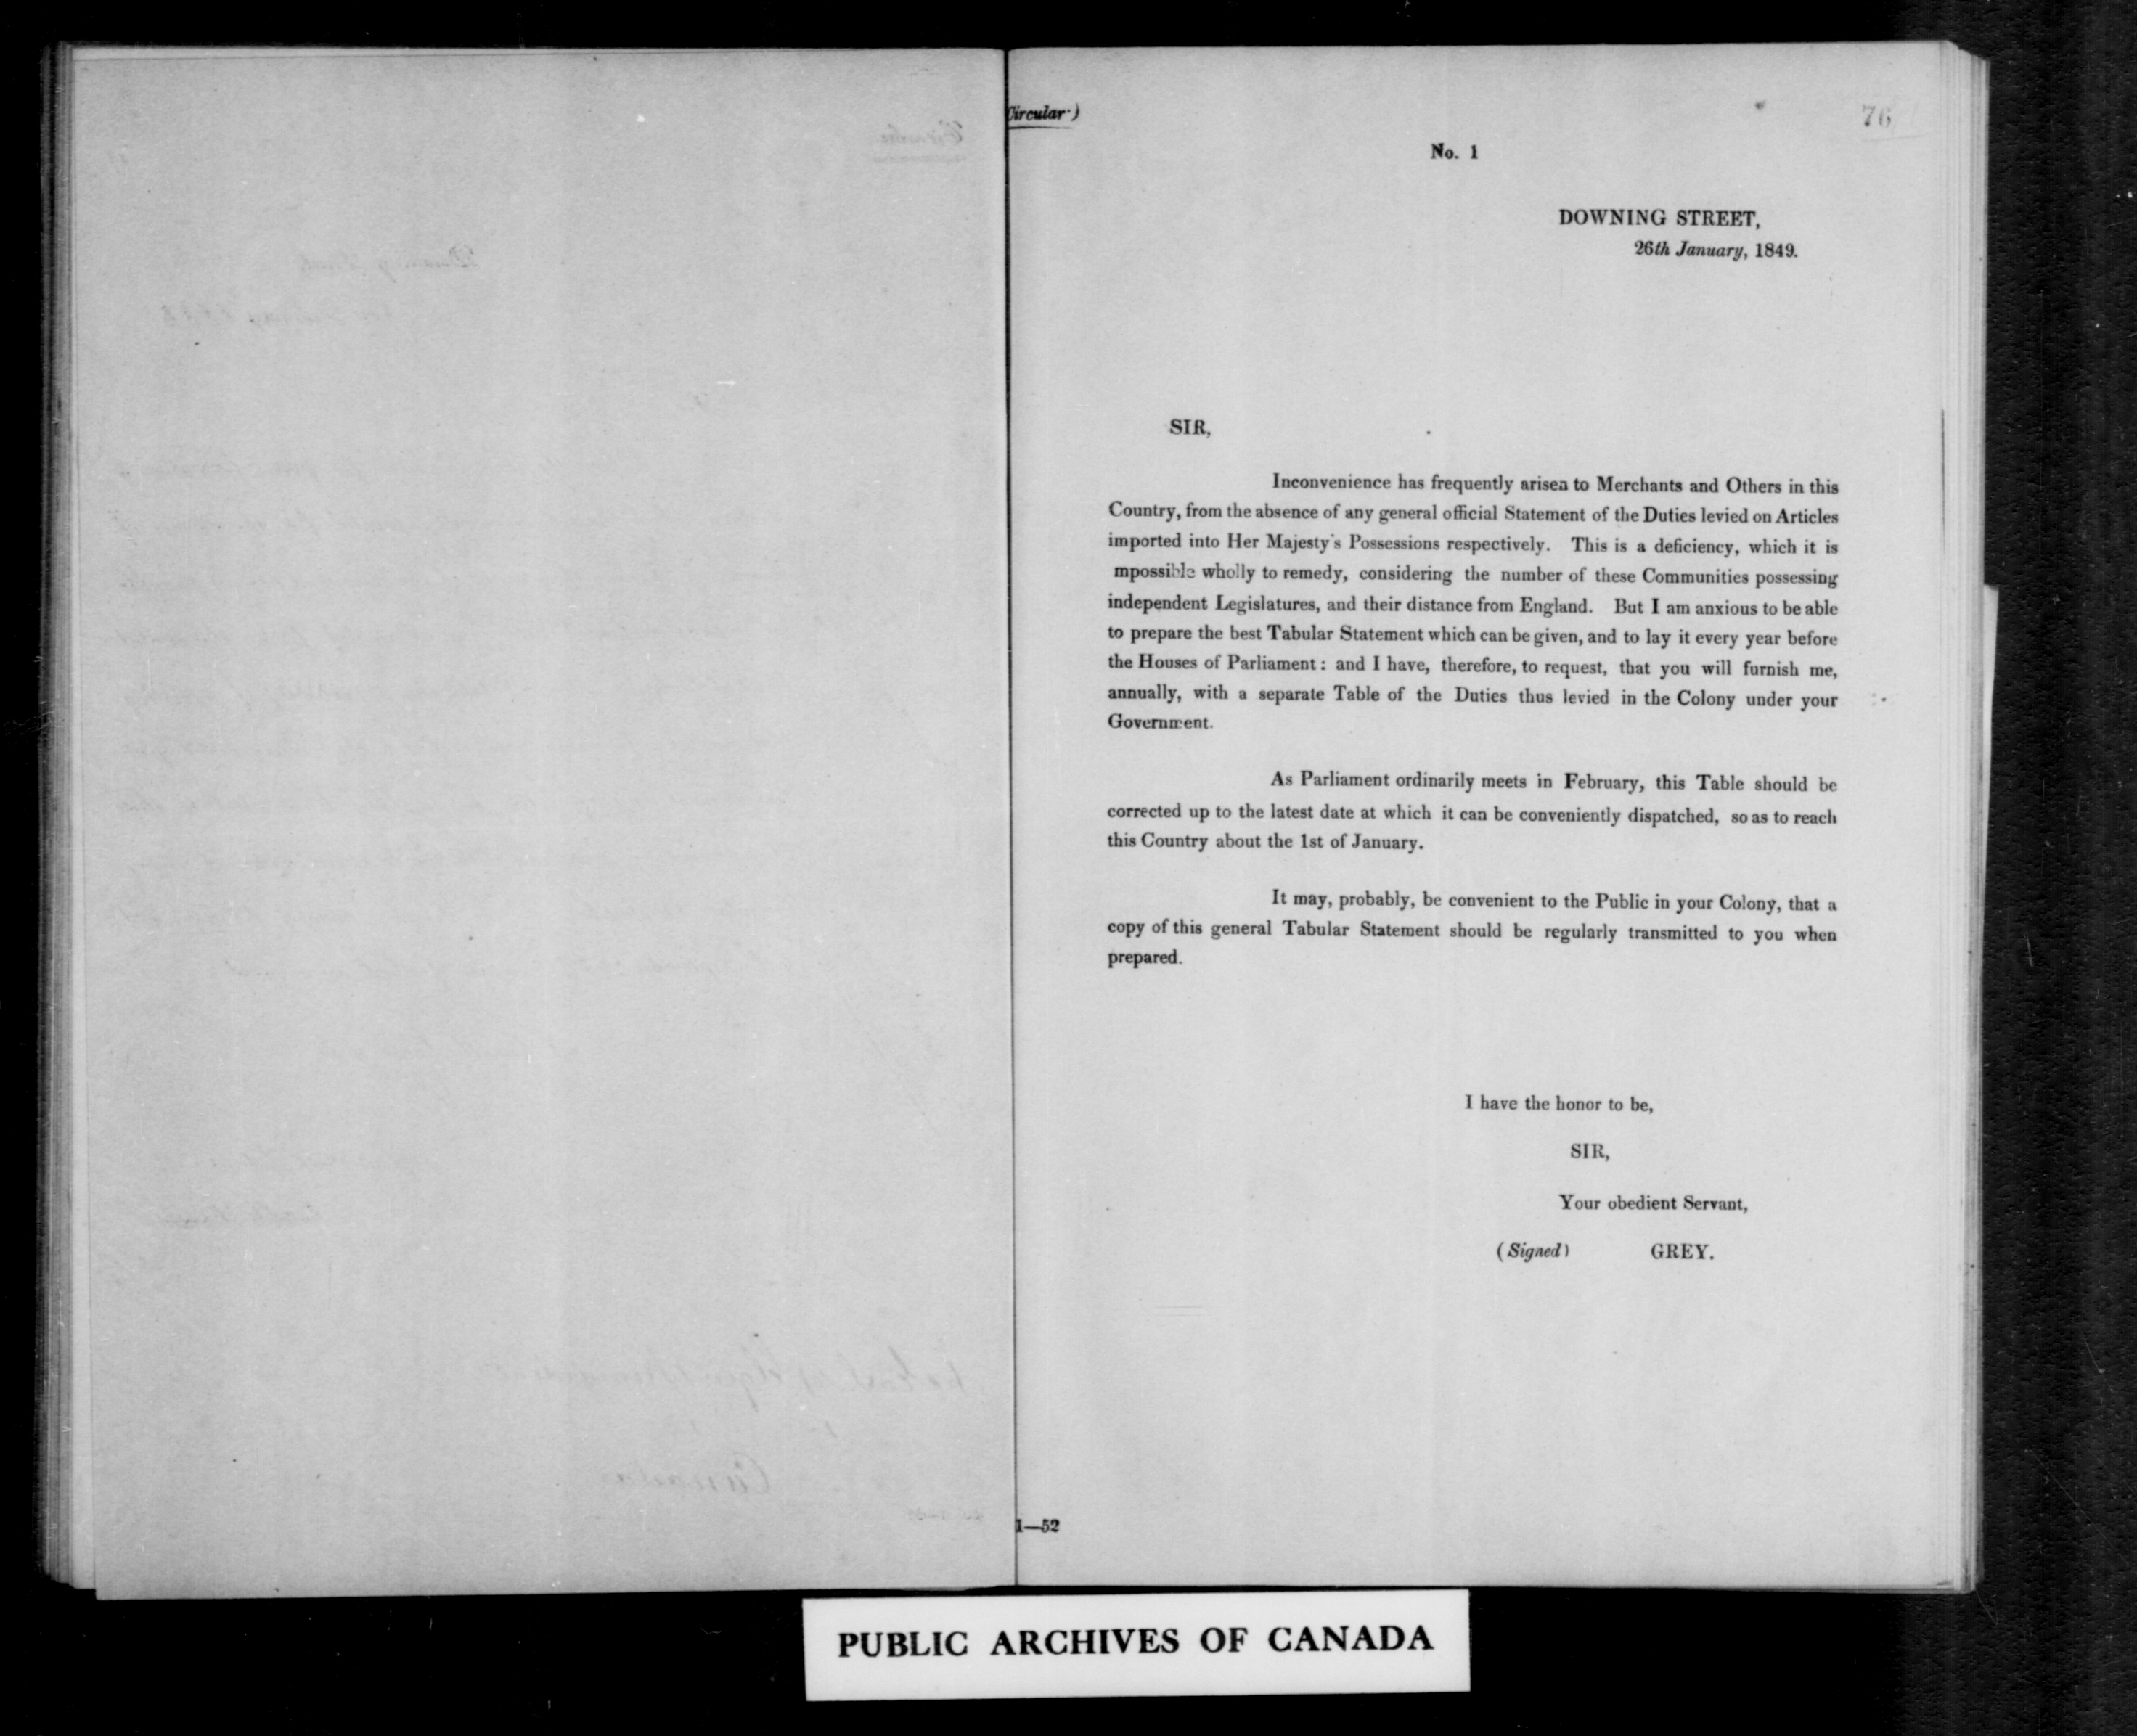 Circular)
76
No. 1
DOWNING STREET,
26th January, 1849.
SIR,
Inconvenience has frequently arisen to Merchants and Others in this
Country, from the absence of any general official Statement of the Duties levied on Articles
imported into Her Majesty's Possessions respectively. This is a deficiency, which it is
mpossible wholly to remedy, considering the number of these Communities possessing
independent Legislatures, and their distance from England. But I am anxious to be able
to prepare the best Tabular Statement which can be given, and to lay it every year before
the Houses of Parliament: and I have, therefore, to request, that you will furnish me,
annually, with a separate Table of the Duties thus levied in the Colony under your
Government.
As Parliament ordinarily meets in February, this Table should be
corrected up to the latest date at which it can be conveniently dispatched, so as to reach
this Country about the 1st of January.
It may, probably, be convenient to the Public in your Colony, that a
copy of this general Tabular Statement should be regularly transmitted to you when
prepared.
I have the honor to be,
SIR,
Your obedient Servant,
(Signed) GREY.
1—52
PUBLIC ARCHIVES OF CANADA